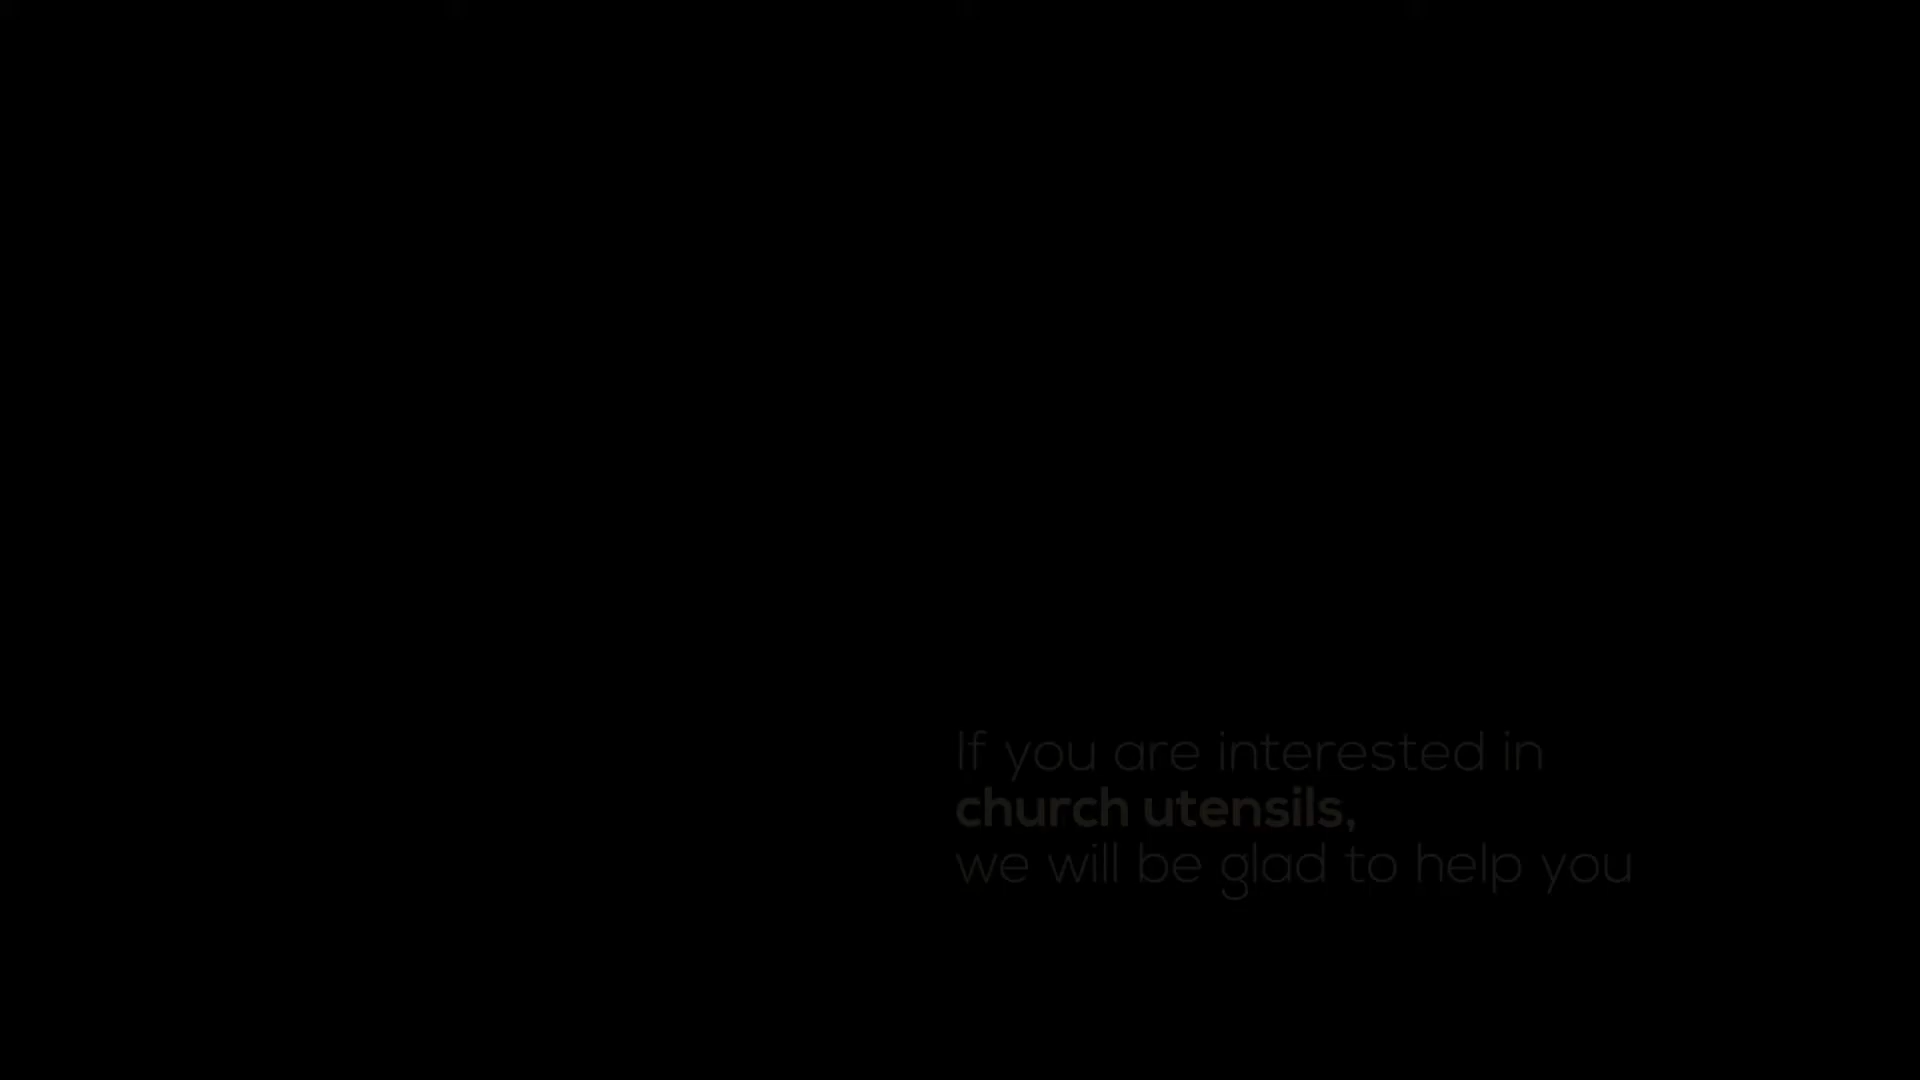 If you are interested in
church utensils,
we will be glad to help you